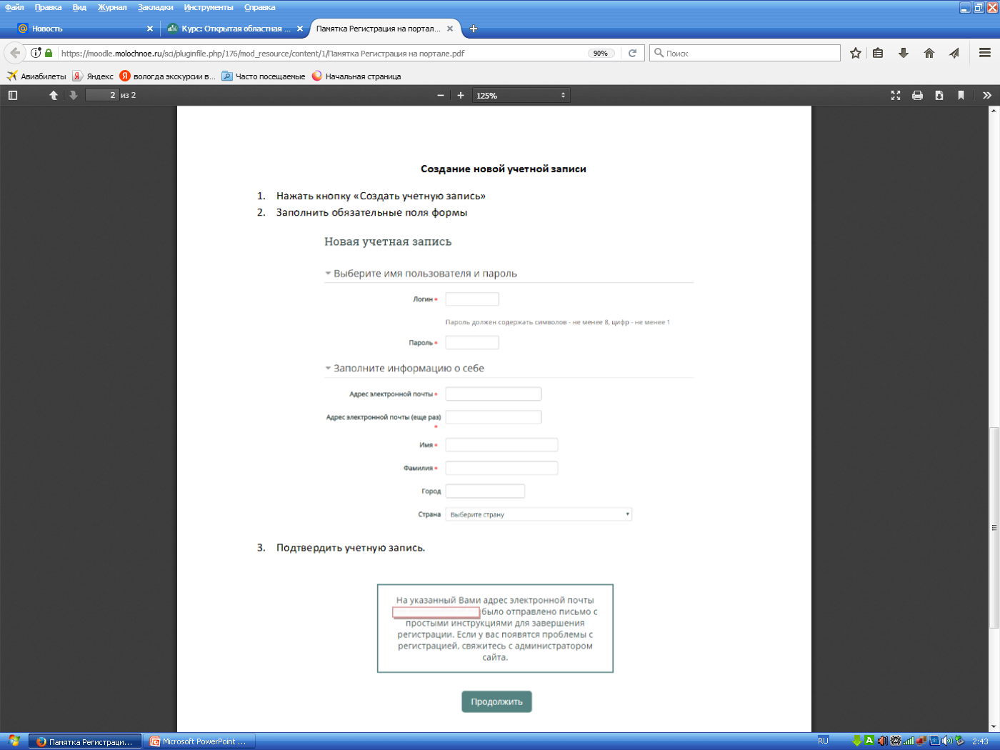 Файл Правка Вид Журнал Закладки Инструменты Справка
Новость
Курс: Открытая областная ...
Памятка Регистрация на портал...
https://moodle.molochnoe.ru/sci/pluginfile.php/176/mod_resource/content/1/Памятка Регистрация на портале.pdf
90%
Поиск
Авиабилеты
Яндекс
вологда экскурсии в...
Часто посещаемые
Начальная страница
2 из 2
125%
Создание новой учетной записи
1. Нажать кнопку «Создать учетную запись»
2. Заполнить обязательные поля формы
Новая учетная запись
Выберите имя пользователя и пароль
Логин *
Пароль должен содержать символов - не менее 8, цифр - не менее 1
Пароль *
Заполните информацию о себе
Адрес электронной почты *
Адрес электронной почты (еще раз)
*
Имя *
Фамилия *
Город
Страна Выберите страну
3. Подтвердить учетную запись.
На указанный Вами адрес электронной почты
было отправлено письмо с
простыми инструкциями для завершения
регистрации. Если у вас появятся проблемы с
регистрацией, свяжитесь с администратором
сайта.
Продолжить
Памятка Регистраци...
Microsoft PowerPoint ...
RU
2:43